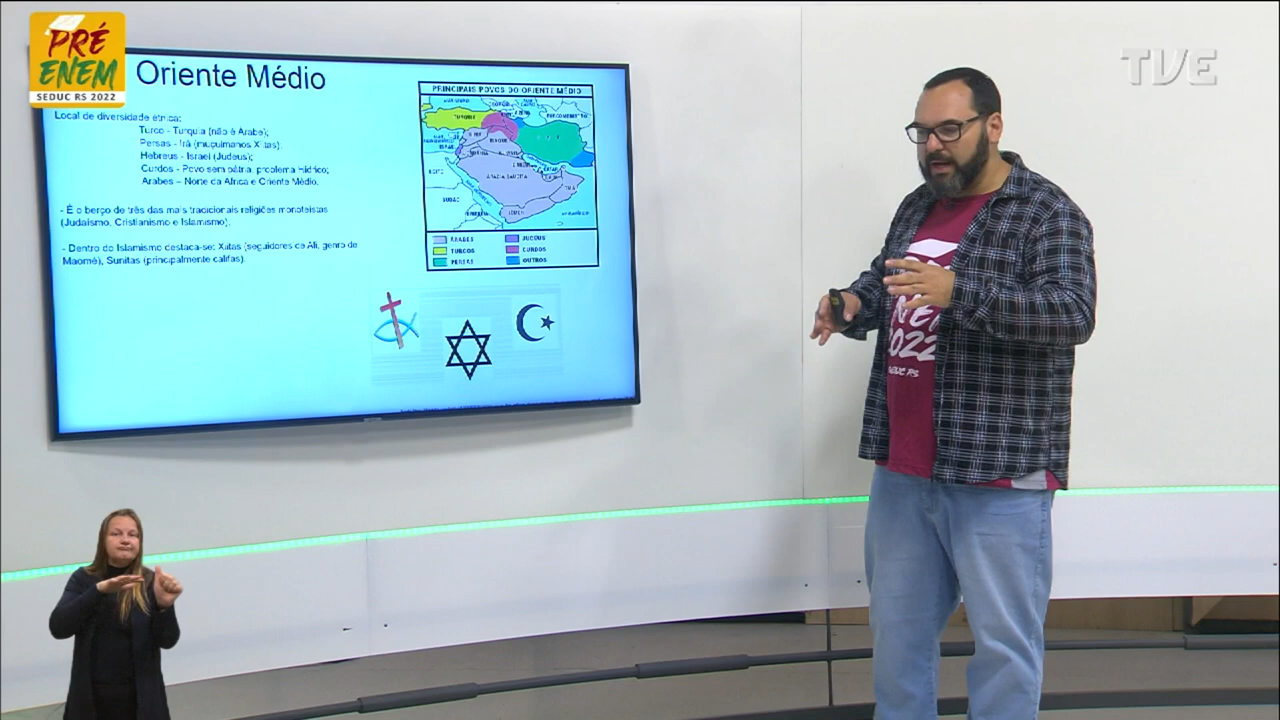 PRÉ
ENEM
SEDUC RS 2022
TVE
Oriente Médio
Local de diversidade étnica:
Turco - Turquia (não é Árabe);
Persas - Irã (muçulmanos Xiitas);
Hebreus - Israel (Judeus);
Curdos - Povo sem pátria, problema Hídrico;
Árabes – Norte da África e Oriente Médio.
- É o berço de três das mais tradicionais religiões monoteístas
(Judaísmo, Cristianismo e Islamismo).
- Dentro do Islamismo destaca-se: Xiitas (seguidores de Ali, genro de
Maomé), Sunitas (principalmente califas).
PRINCIPAIS POVOS DO ORIENTE MÉDIO
TURQUIA
IRAQUE
EGITO
ARÁBIA SAUDITA
SUDÃO
OMÃ
IÊMEN
ÁRABES
JUDEUS
TURCOS
CURDOS
PERSAS
OUTROS
2022
SEDUC RS